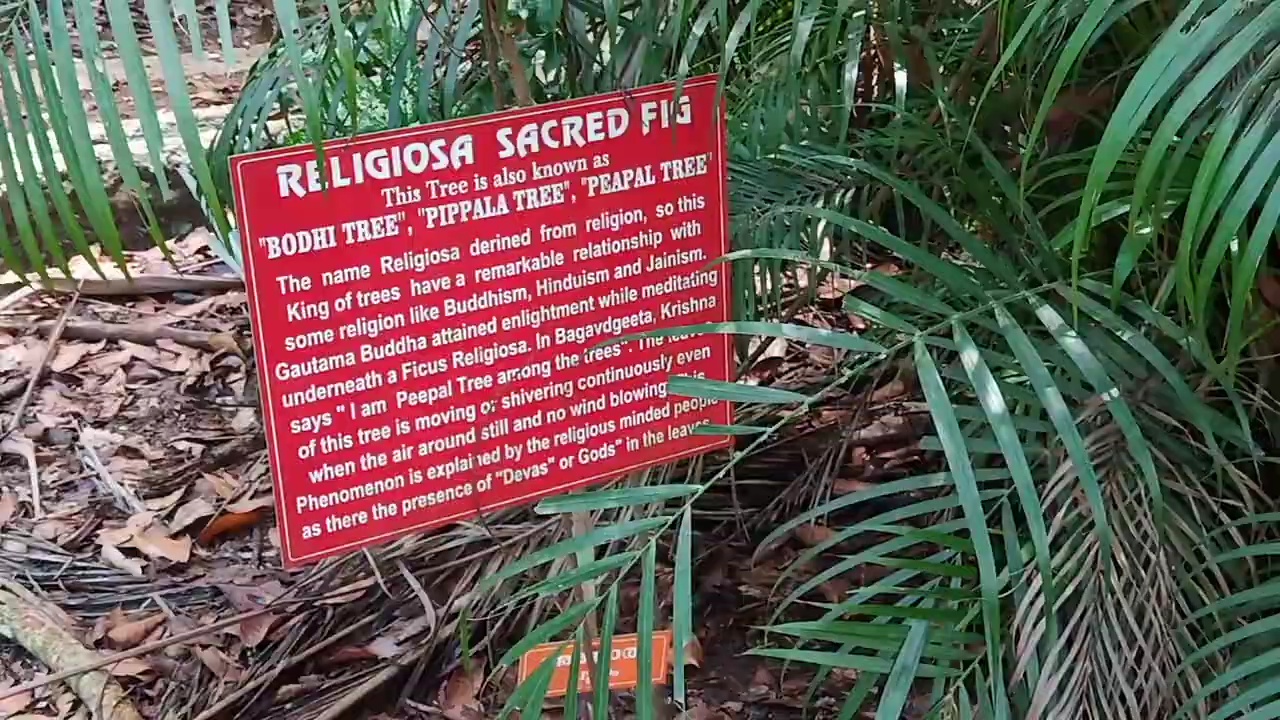 RELIGIOSA SACRED FIG
This Tree is also known as
"BODHI TREE", "PIPPALA TREE", "PEAPAL TREE"
The name Religiosa derived from religion, so this
King of trees have a remarkable relationship with
some religion like Buddhism, Hinduism and Jainism.
Gautama Buddha attained enlightment while meditating
underneath a Ficus Religiosa. In Bagavdgeeta, Krishna
says " I am Peepal Tree among the trees". The
of this tree is moving or shivering continuously even
when the air around still and no wind blowing. This
Phenomenon is explained by the religious minded people
as there the presence of "Devas" or Gods" in the leaves